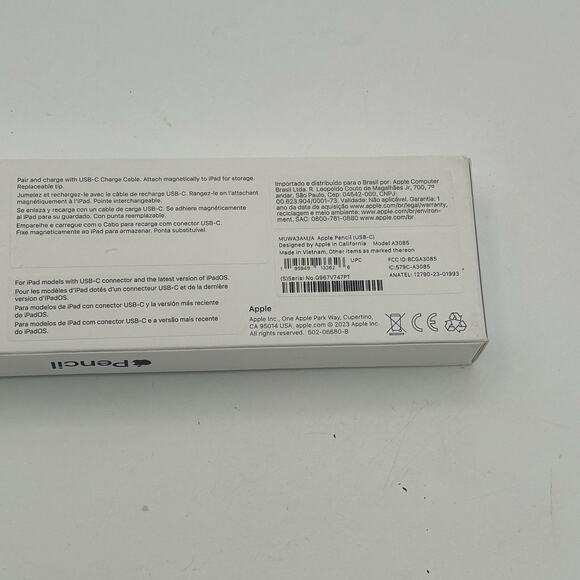 Pair and charge with USB-C Charge Cable. Attach magnetically to iPad for storage.
Replaceable tip.
Jumelez et rechargez-le avec le câble de recharge USB-C. Rangez-le en l'attachant
magnétiquement à l'iPad. Pointe interchangeable.
Se enlaza y recarga con un cable de carga USB-C. Se adhiere magnéticamente
al iPad para su guardado. Con punta reemplazable.
Emparelhe e carregue com o Cabo para recarga com conector USB-C.
Fixe magneticamente no iPad para armazenar. Ponta substituível.
For iPad models with USB-C connector and the latest version of iPadOS.
Pour les modèles d'iPad dotés d'un connecteur USB-C et de la dernière
version d'iPadOS.
Para modelos de iPad con conector USB-C y la versión más reciente
de iPadOS.
Para modelos de iPad com conector USB-C e a versão mais recente
do iPadOS.
Importado e distribuído para o Brasil por: Apple Computer
Brasil Ltda. R. Leopoldo Couto de Magalhães Jr, 700, 7º
andar, São Paulo, Cep: 04542-000, CNPJ:
00.623.904/0001-73. Validade: Não aplicável. Garantia: 1
ano da data de aquisição www.apple.com/br/legal/warranty,
reciclagem e meio ambiente: www.apple.com/br/environ-
ment. SAC: 0800-761-0880 www.apple.com/br
MUWA3AM/A Apple Pencil (USB-C)
Designed by Apple in California Model A3085
Made in Vietnam, Other items as marked thereon
UPC FCC ID:BCGA3085
1 95949 13362 6 IC:579C-A3085
(S)Serial No.G967V747PT ANATEL: 12790-23-01993
Apple
Apple Inc., One Apple Park Way, Cupertino,
CA 95014 USA. apple.com © 2023 Apple Inc.
All rights reserved. 602-06680-B
CE
Pencil